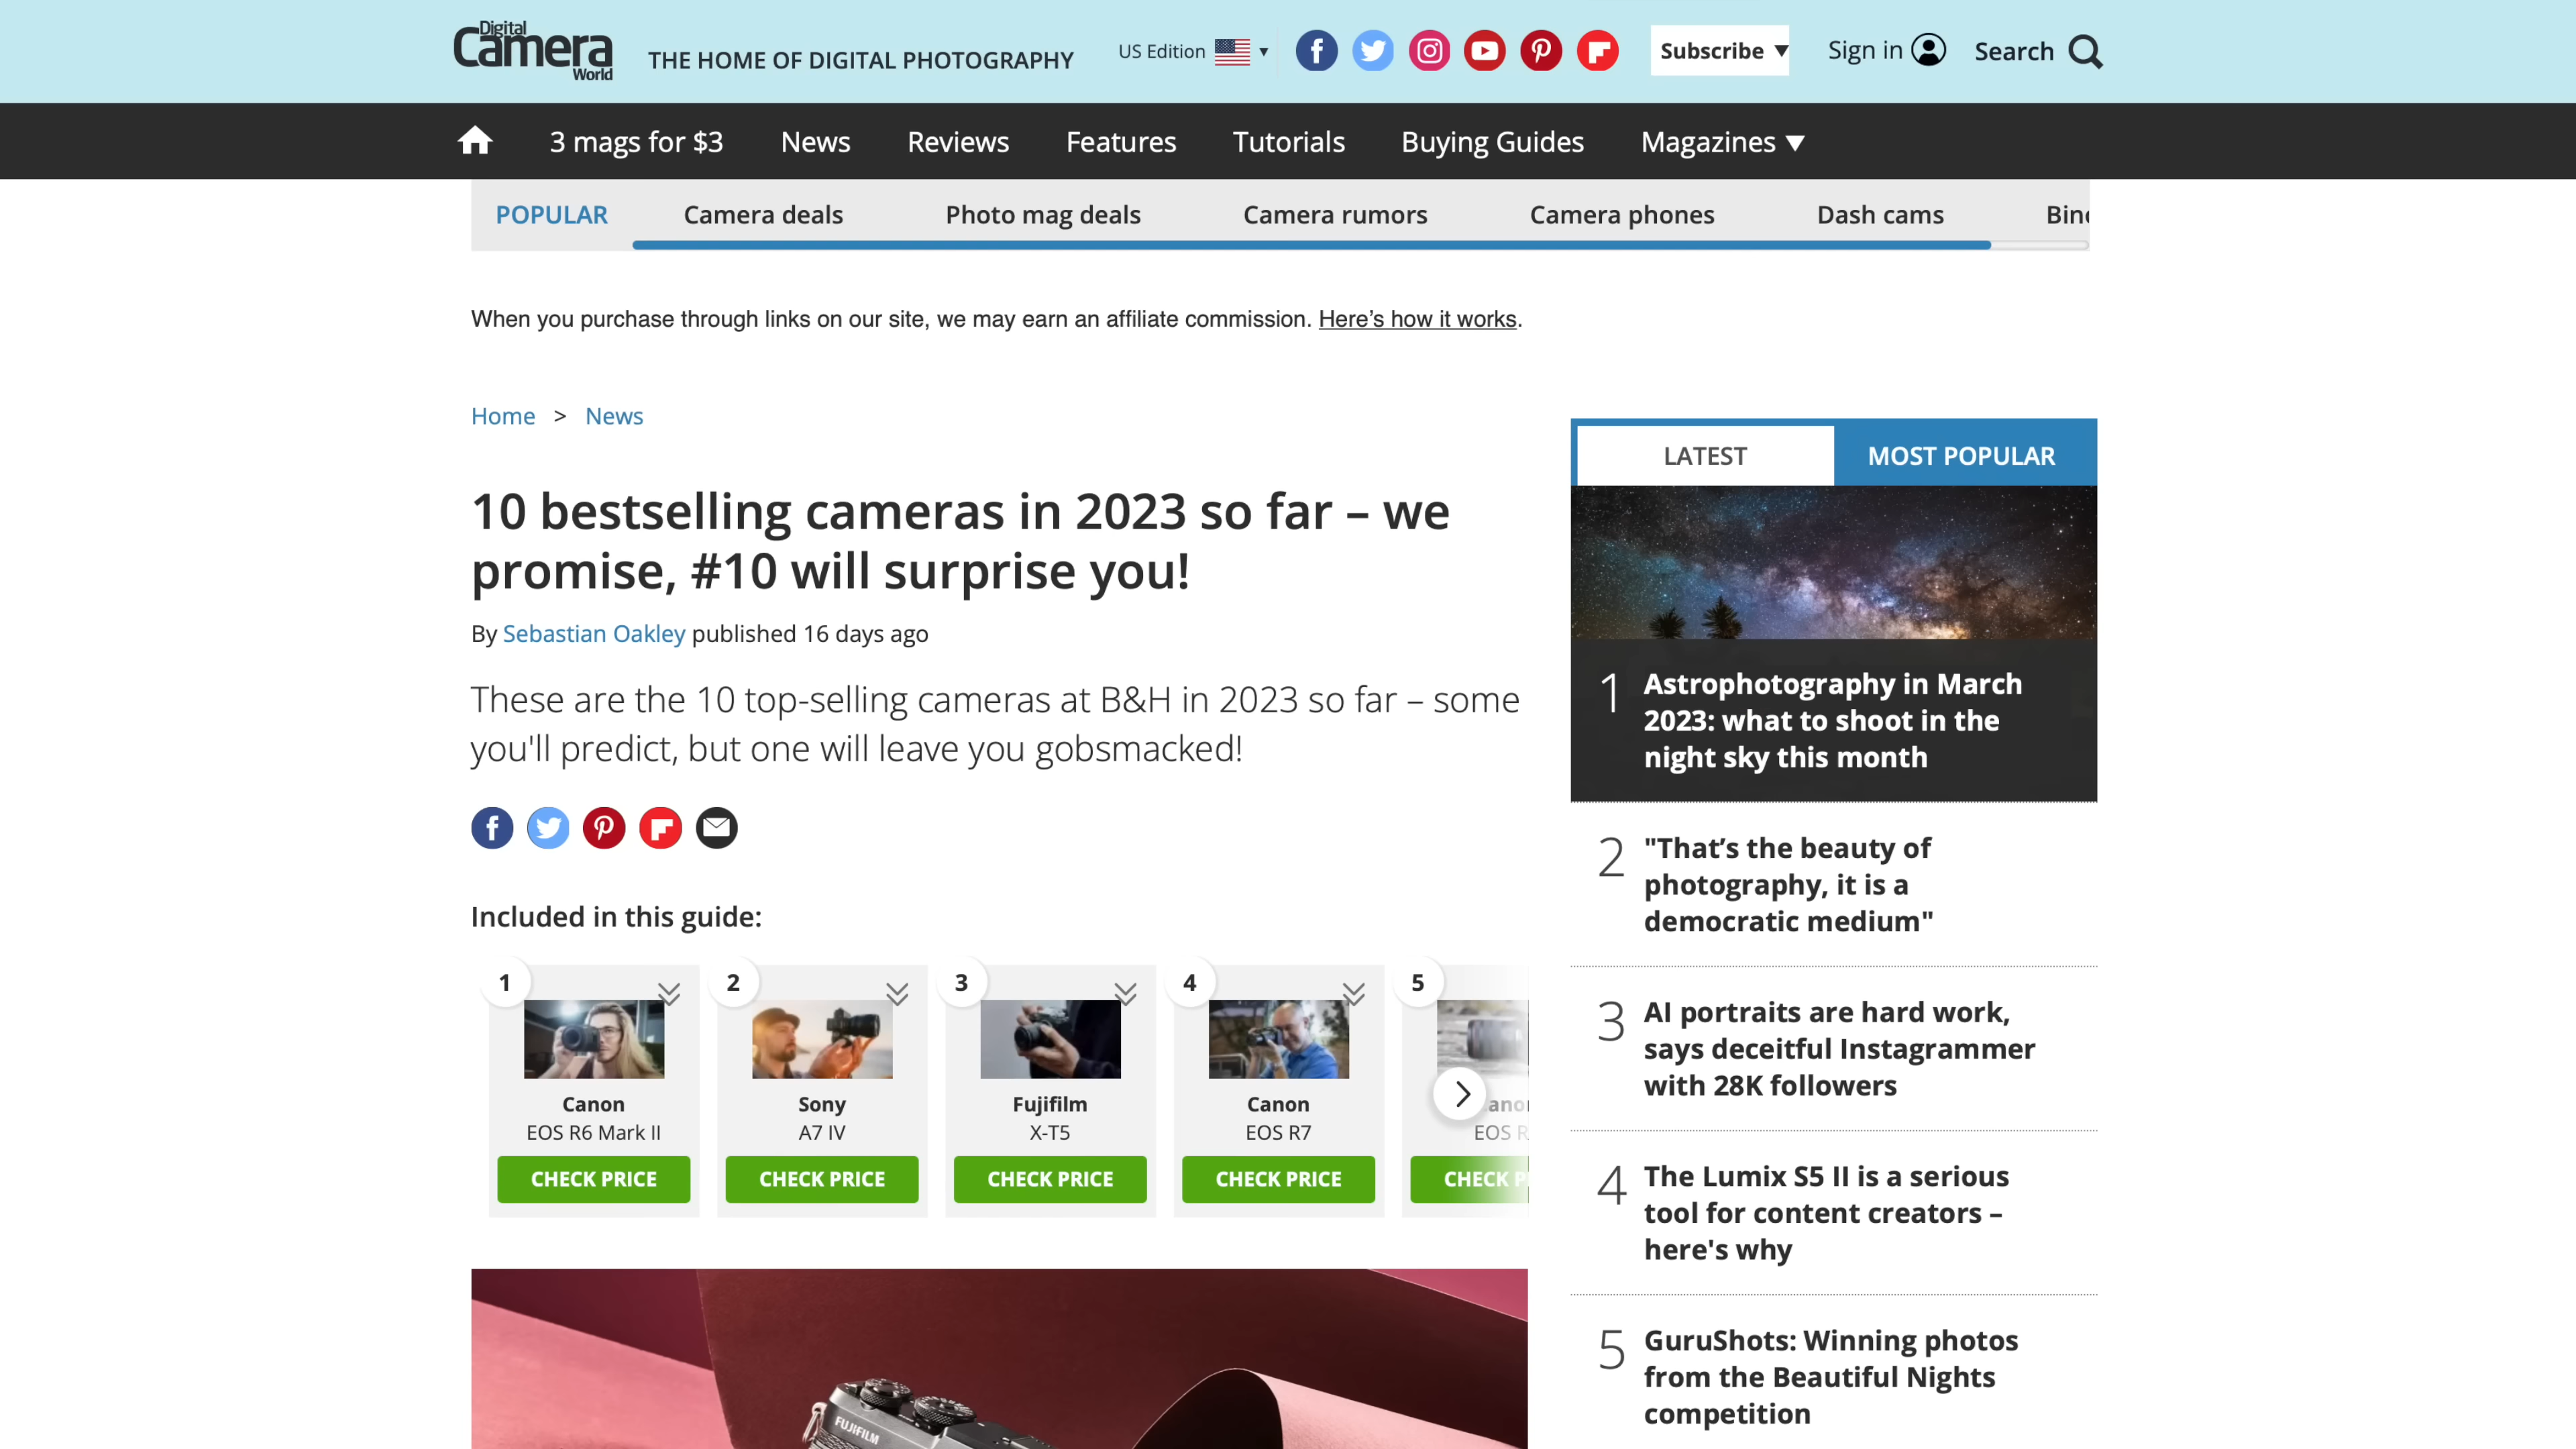 Digital
Camera
World
THE HOME OF DIGITAL PHOTOGRAPHY
US Edition
Subscribe
Sign in
Search
3 mags for $3
News
Reviews
Features
Tutorials
Buying Guides
Magazines
POPULAR
Camera deals
Photo mag deals
Camera rumors
Camera phones
Dash cams
When you purchase through links on our site, we may earn an affiliate commission. Here’s how it works.
Home > News
10 bestselling cameras in 2023 so far – we
promise, #10 will surprise you!
By Sebastian Oakley published 16 days ago
These are the 10 top-selling cameras at B&H in 2023 so far – some
you'll predict, but one will leave you gobsmacked!
Included in this guide:
1
Canon
EOS R6 Mark II
CHECK PRICE
2
Sony
A7 IV
CHECK PRICE
3
Fujifilm
X-T5
CHECK PRICE
4
Canon
EOS R7
CHECK PRICE
5
EOS
CHECK
FUJIFILM
LATEST
MOST POPULAR
1
Astrophotography in March
2023: what to shoot in the
night sky this month
2
"That’s the beauty of
photography, it is a
democratic medium"
3
AI portraits are hard work,
says deceitful Instagrammer
with 28K followers
4
The Lumix S5 II is a serious
tool for content creators –
here's why
5
GuruShots: Winning photos
from the Beautiful Nights
competition